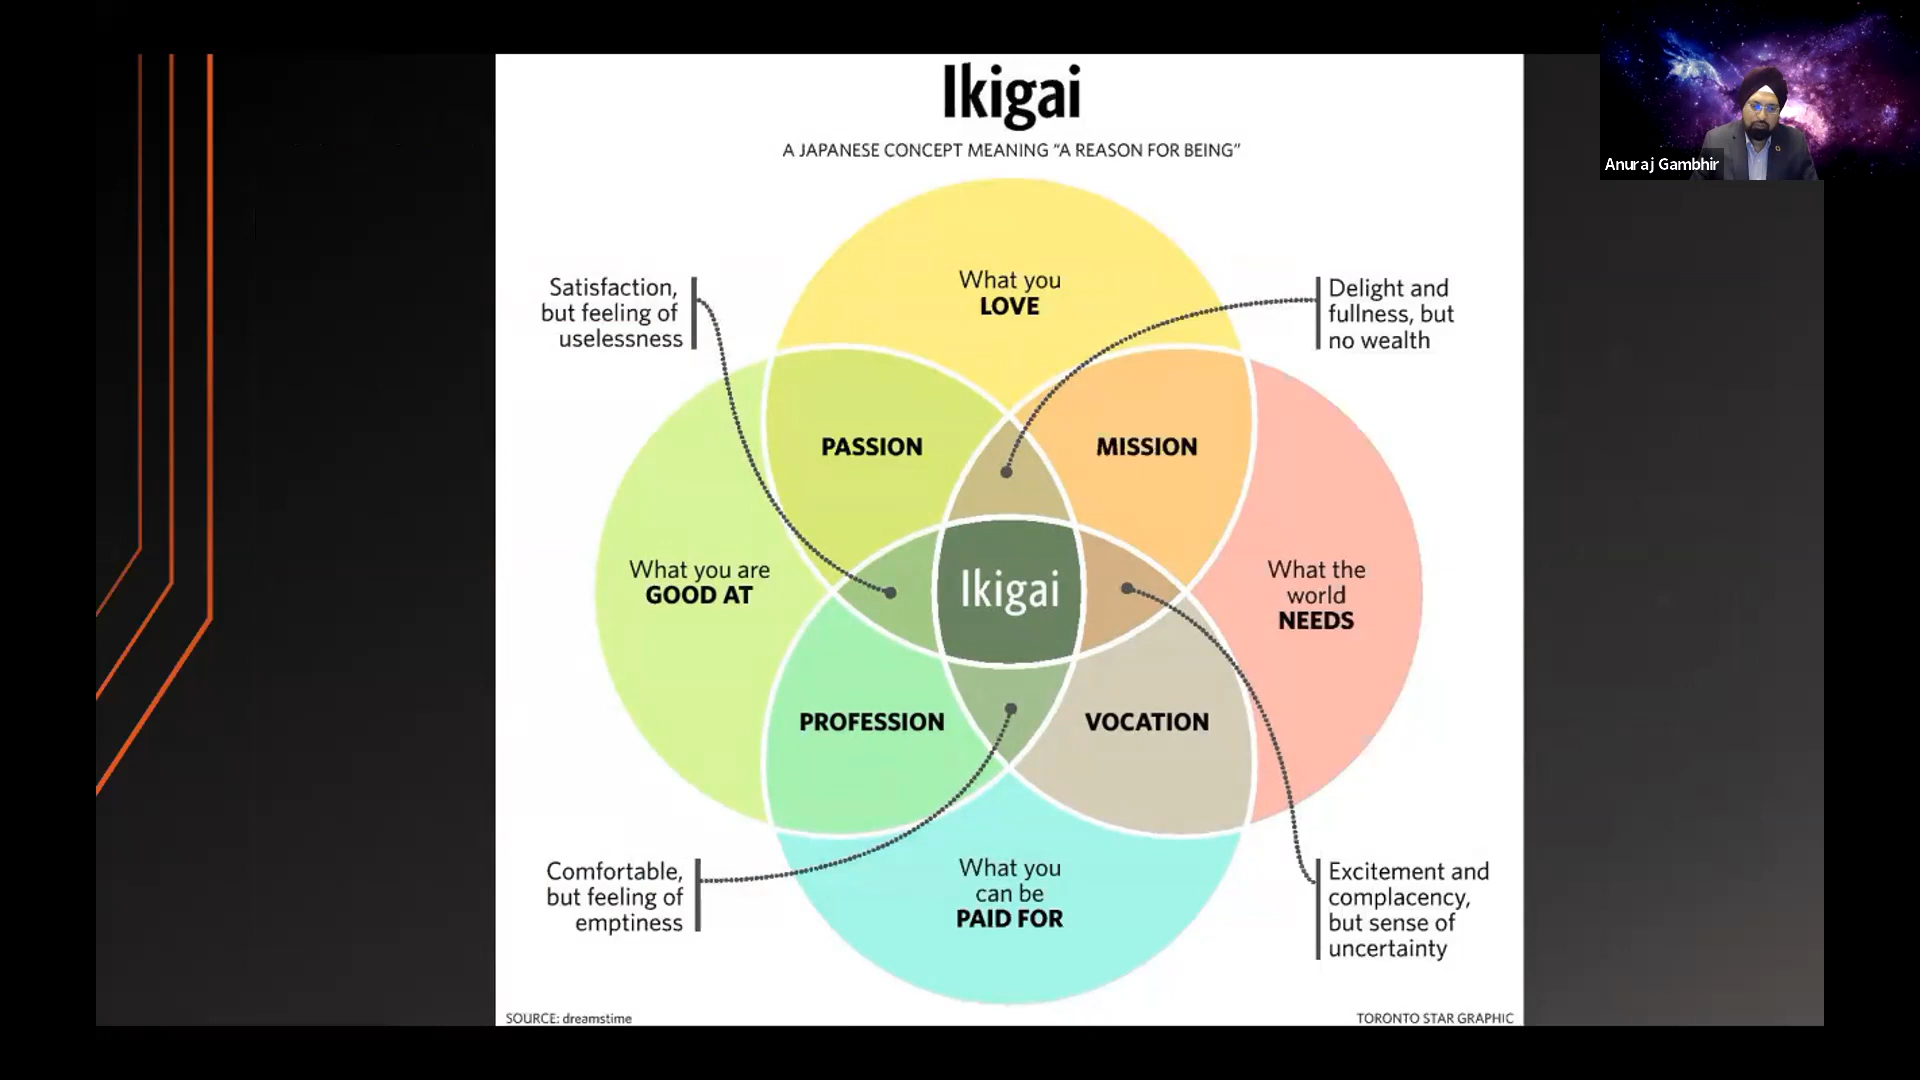 Ikigai
A JAPANESE CONCEPT MEANING “A REASON FOR BEING”
Anuraj Gambhir
What you
LOVE
Satisfaction,
but feeling of
uselessness
Delight and
fullness, but
no wealth
PASSION
MISSION
What you are
GOOD AT
Ikigai
What the
world
NEEDS
PROFESSION
VOCATION
What you
can be
PAID FOR
Comfortable,
but feeling of
emptiness
Excitement and
complacency,
but sense of
uncertainty
SOURCE: dreamstime
TORONTO STAR GRAPHIC